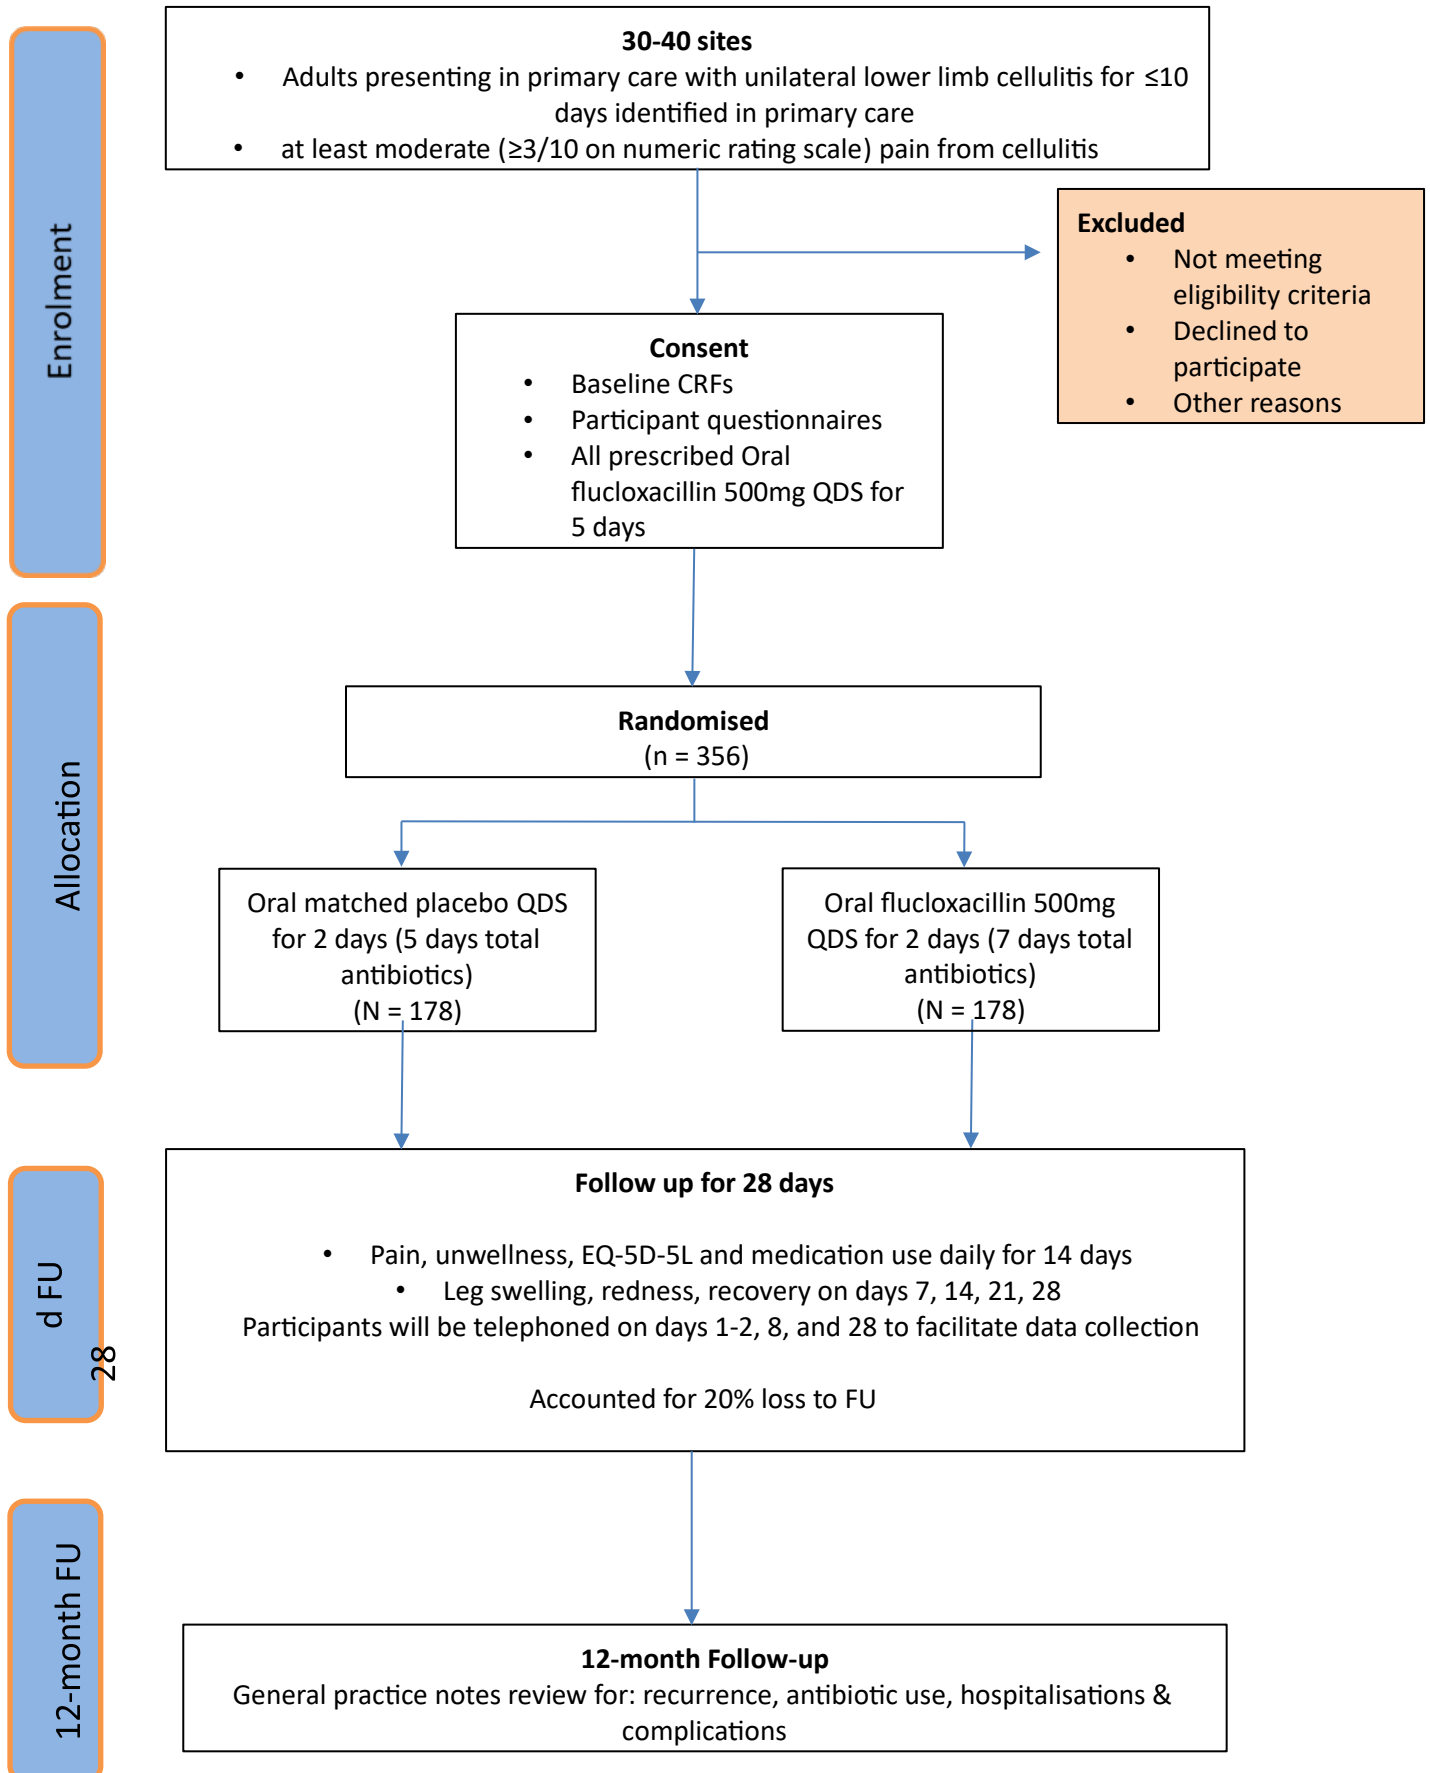 30-40 sites
• Adults presenting in primary care with unilateral lower limb cellulitis for ≤10
days identified in primary care
• at least moderate (≥3/10 on numeric rating scale) pain from cellulitis
Enrolment
Excluded
• Not meeting
eligibility criteria
• Declined to
participate
• Other reasons
Consent
• Baseline CRFs
• Participant questionnaires
• All prescribed Oral
flucloxacillin 500mg QDS for
5 days
Allocation
Randomised
(n = 356)
Oral matched placebo QDS
for 2 days (5 days total
antibiotics)
(N = 178)
Oral flucloxacillin 500mg
QDS for 2 days (7 days total
antibiotics)
(N = 178)
28
d FU
Follow up for 28 days
• Pain, unwellness, EQ-5D-5L and medication use daily for 14 days
• Leg swelling, redness, recovery on days 7, 14, 21, 28
Participants will be telephoned on days 1-2, 8, and 28 to facilitate data collection
Accounted for 20% loss to FU
12-month FU
12-month Follow-up
General practice notes review for: recurrence, antibiotic use, hospitalisations &
complications